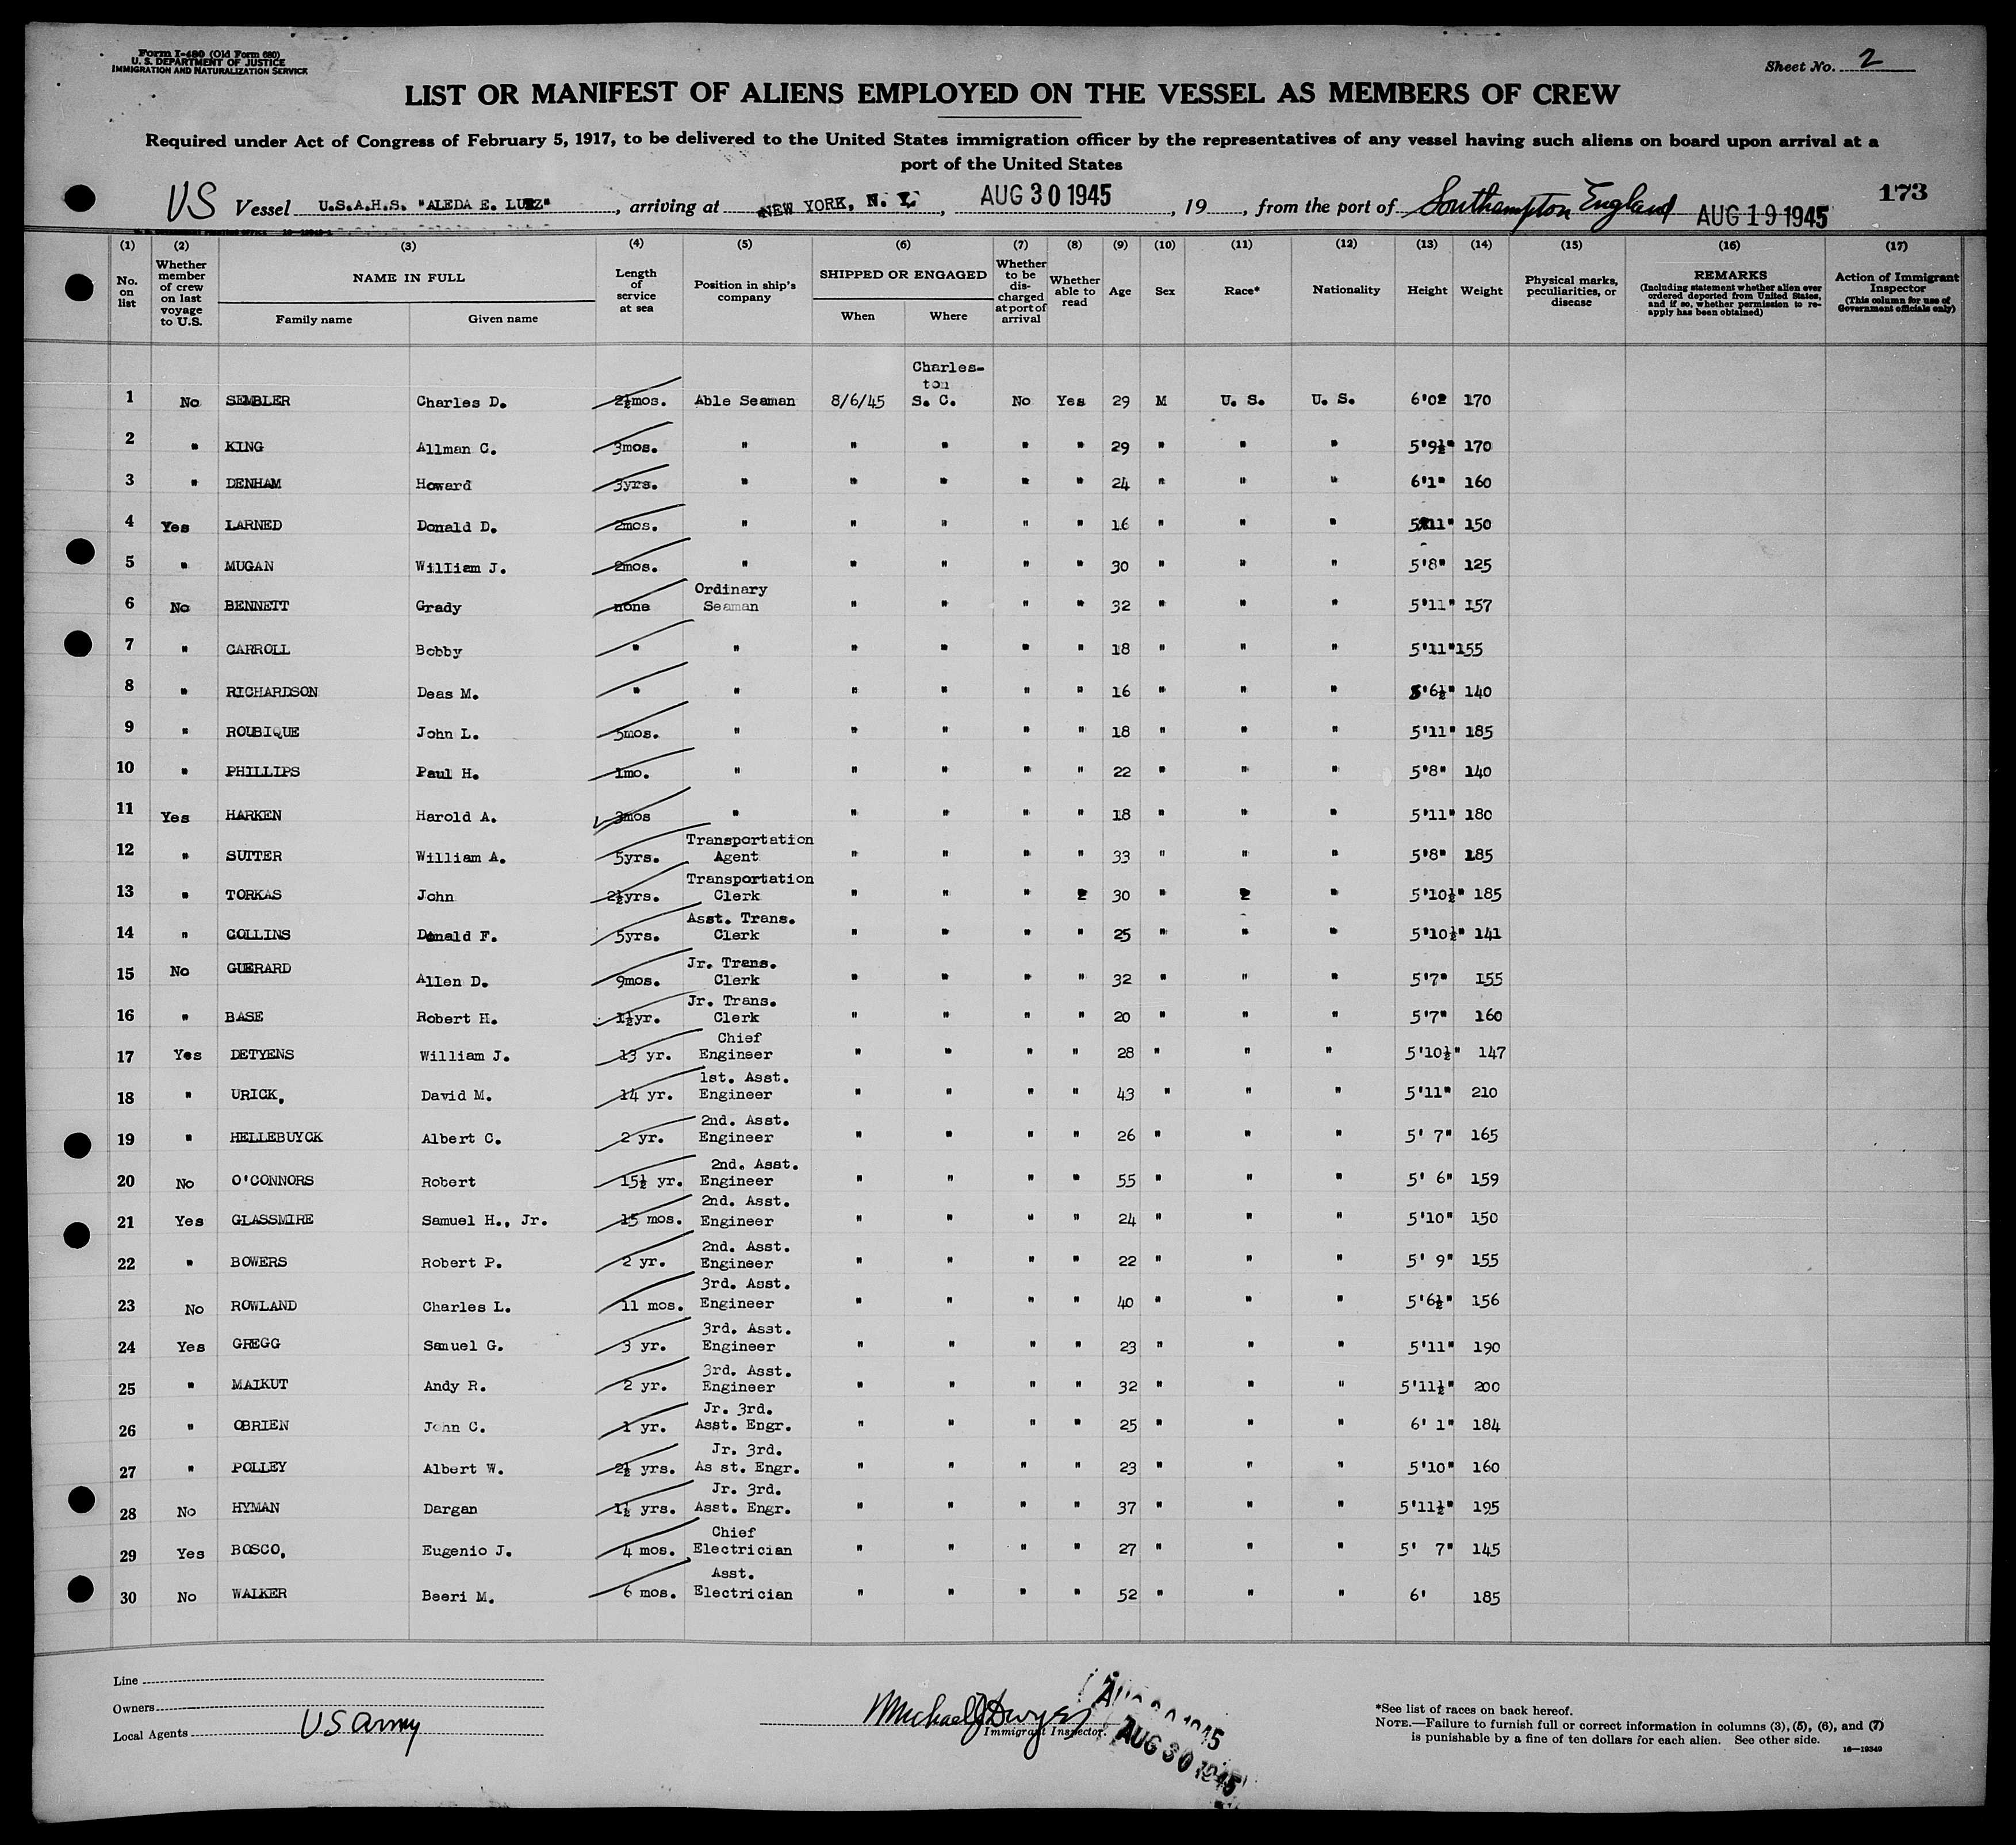 Form I-480 (Old Form 680)
U. S. DEPARTMENT OF JUSTICE
IMMIGRATION AND NATURALIZATION SERVICE
Sheet No. 2
LIST OR MANIFEST OF ALIENS EMPLOYED ON THE VESSEL AS MEMBERS OF CREW
Required under Act of Congress of February 5, 1917, to be delivered to the United States immigration officer by the representatives of any vessel having such aliens on board upon arrival at a
port of the United States
US Vessel U.S.A.H.S. "ALEDA E. LUTZ", arriving at NEW YORK, N. Y., AUG 30 1945, 19, from the port of Southampton England AUG 19 1945 173
(1) (2) (3) (4) (5) (6) (7) (8) (9) (10) (11) (12) (13) (14) (15) (16) (17)
No. on list
Whether member of crew on last voyage to U.S.
NAME IN FULL
Family name Given name
Length of service at sea
Position in ship's company
SHIPPED OR ENGAGED
When Where
Whether to be discharged at port of arrival
Whether able to read
Age Sex Race* Nationality Height Weight
Physical marks, peculiarities, or disease
REMARKS
(Including statement whether alien ever ordered deported from United States, and if so, whether permission to reapply has been obtained)
Action of Immigrant Inspector
(This column for use of Government officials only)
1 No SEMBLER Charles D. 2½mos. Able Seaman 8/6/45 Charles-ton S. C. No Yes 29 M U. S. U. S. 6'02 170
2 " KING Allman C. 3mos. " " " " " 29 " " " 5'9½" 170
3 " DENHAM Howard 3yrs. " " " " " 24 " " " 6'1" 160
4 Yes LARNED Donald D. 2mos. " " " " " 16 " " " 5'11" 150
5 " MUGAN William J. 2mos. " " " " " 30 " " " 5'8" 125
6 No BENNETT Grady none Ordinary Seaman " " " " 32 " " " 5'11" 157
7 " CARROLL Bobby " " " " " " 18 " " " 5'11" 155
8 " RICHARDSON Deas M. " " " " " " 16 " " " 5'6½" 140
9 " ROUBIQUE John L. 5mos. " " " " " 18 " " " 5'11" 185
10 " PHILLIPS Paul H. 1mo. " " " " " 22 " " " 5'8" 140
11 Yes HARKEN Harold A. 3mos " " " " " 18 " " " 5'11" 180
12 " SUTTER William A. 5yrs. Transportation Agent " " " " 33 " " " 5'8" 185
13 " TORKAS John 2½yrs. Transportation Clerk " " " 2 30 " 2 " 5'10½" 185
14 " COLLINS Donald F. 5yrs. Asst. Trans. Clerk " " " " 25 " " " 5'10½" 141
15 No GUERARD Allen D. 9mos. Jr. Trans. Clerk " " " " 32 " " " 5'7" 155
16 " BASE Robert H. 1½yr. Jr. Trans. Clerk " " " " 20 " " " 5'7" 160
17 Yes DETYENS William J. 13 yr. Chief Engineer " " " " 28 " " " 5'10½" 147
18 " URICK, David M. 14 yr. 1st. Asst. Engineer " " " " 43 " " " 5'11" 210
19 " HELLEBUYCK Albert C. 2 yr. 2nd. Asst. Engineer " " " " 26 " " " 5' 7" 165
20 No O'CONNORS Robert 15½ yr. 2nd. Asst. Engineer " " " " 55 " " " 5' 6" 159
21 Yes GLASSMIRE Samuel H., Jr. 15 mos. 2nd. Asst. Engineer " " " " 24 " " " 5'10" 150
22 " BOWERS Robert P. 2 yr. 2nd. Asst. Engineer " " " " 22 " " " 5' 9" 155
23 No ROWLAND Charles L. 11 mos. 3rd. Asst. Engineer " " " " 40 " " " 5'6½" 156
24 Yes GREGG Samuel G. 3 yr. 3rd. Asst. Engineer " " " " 23 " " " 5'11" 190
25 " MAIKUT Andy R. 2 yr. 3rd. Asst. Engineer " " " " 32 " " " 5'11½" 200
26 " OBRIEN John C. 1 yr. Jr. 3rd. Asst. Engr. " " " " 25 " " " 6' 1" 184
27 " POLLEY Albert W. 2½ yrs. Jr. 3rd. As st. Engr. " " " " 23 " " " 5'10" 160
28 No HYMAN Dargan 1½ yrs. Jr. 3rd. Asst. Engr. " " " " 37 " " " 5'11½" 195
29 Yes BOSCO, Eugenio J. 4 mos. Chief Electrician " " " " 27 " " " 5' 7" 145
30 No WALKER Beeri M. 6 mos. Asst. Electrician " " " " 52 " " " 6' 185
Line
Owners
Local Agents US Army
Michael J Dwyer
Immigrant Inspector.
AUG 30 1945
AUG 30 1945
*See list of races on back hereof.
NOTE.—Failure to furnish full or correct information in columns (3), (5), (6), and (7)
is punishable by a fine of ten dollars for each alien. See other side.
16—19340